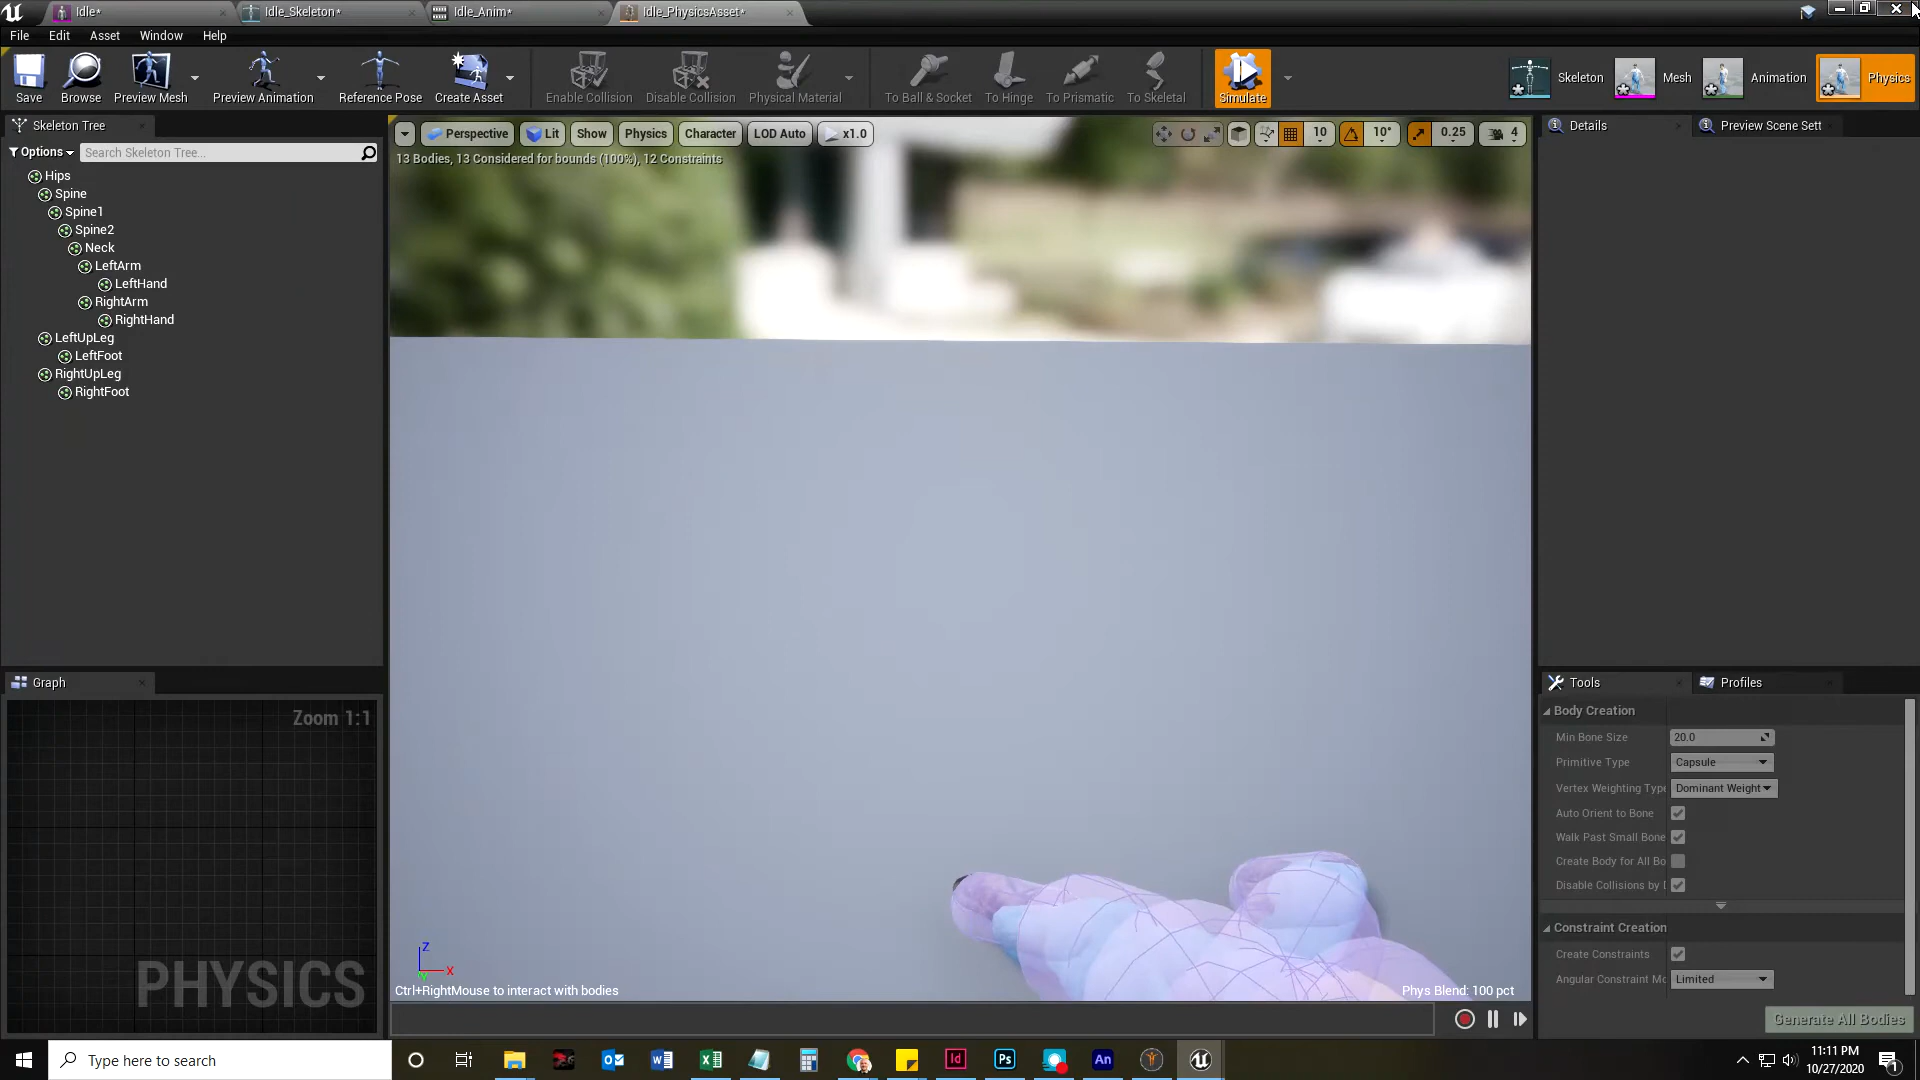 Idle*
Idle_Skeleton*
Idle_Anim*
Idle_PhysicsAsset*
File Edit Asset Window Help
Save
Browse
Preview Mesh
Preview Animation
Reference Pose
Create Asset
Enable Collision
Disable Collision
Physical Material
To Ball & Socket
To Hinge
To Prismatic
To Skeletal
Simulate
Skeleton
Mesh
Animation
Physics
Skeleton Tree
Options
Search Skeleton Tree...
Hips
Spine
Spine1
Spine2
Neck
LeftArm
LeftHand
RightArm
RightHand
LeftUpLeg
LeftFoot
RightUpLeg
RightFoot
Graph
Zoom 1:1
PHYSICS
Perspective Lit Show Physics Character LOD Auto x1.0
10 10° 0.25 4
13 Bodies, 13 Considered for bounds (100%), 12 Constraints
Z
X
Y
Ctrl+RightMouse to interact with bodies
Phys Blend: 100 pct
Details
Preview Scene Sett
Tools
Profiles
Body Creation
Min Bone Size 20.0
Primitive Type Capsule
Vertex Weighting Type Dominant Weight
Auto Orient to Bone
Walk Past Small Bone
Create Body for All Bo
Disable Collisions by
Constraint Creation
Create Constraints
Angular Constraint Mo Limited
Generate All Bodies
Type here to search
Id
Ps
An
11:11 PM
10/27/2020
1